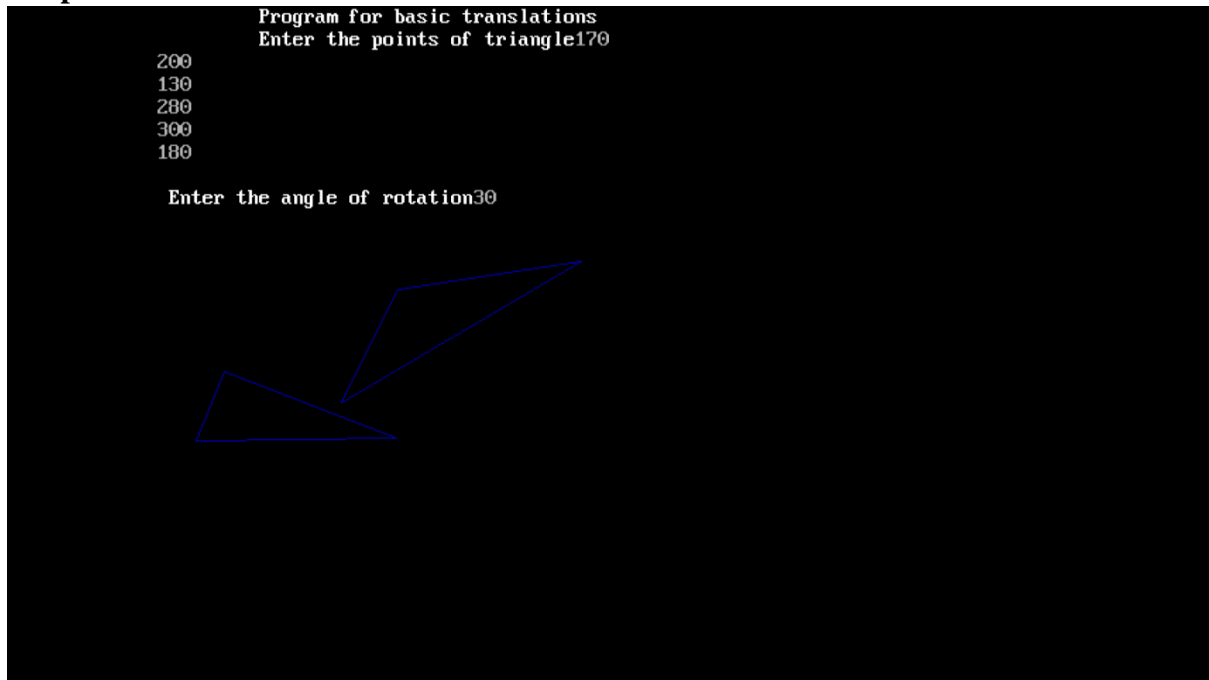 Program for basic translations
Enter the points of triangle170
200
130
280
300
180
Enter the angle of rotation30